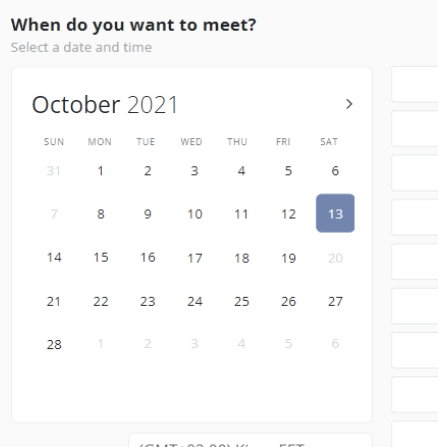 When do you want to meet?
Select a date and time
October 2021
SUN MON TUE WED THU FRI SAT
31 1 2 3 4 5 6
7 8 9 10 11 12 13
14 15 16 17 18 19 20
21 22 23 24 25 26 27
28 1 2 3 4 5 6